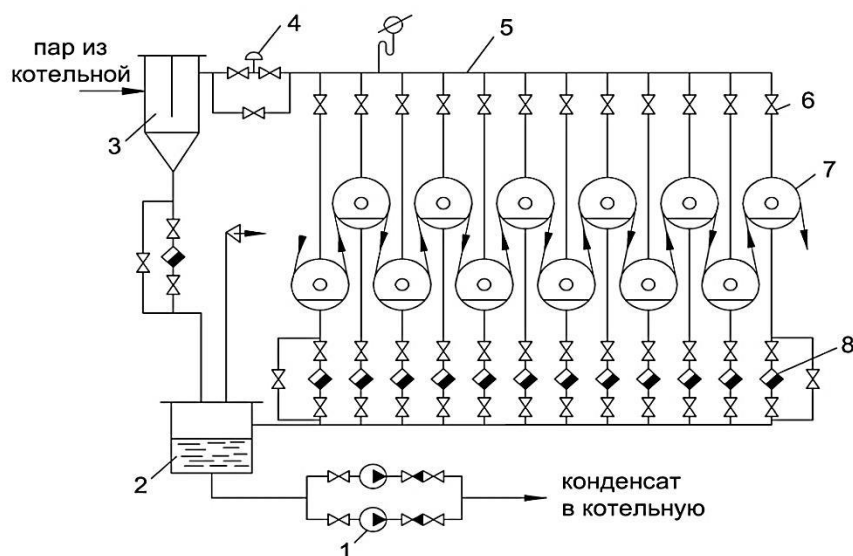 4
5
пар из
котельной
6
3
7
8
2
конденсат
в котельную
1